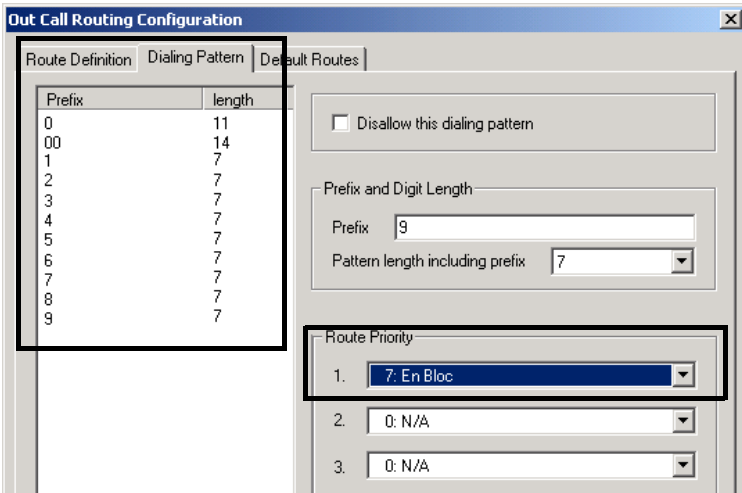 Out Call Routing Configuration
Route Definition Dialing Pattern Default Routes
Prefix length
0 11
00 14
1 7
2 7
3 7
4 7
5 7
6 7
7 7
8 7
9 7
Disallow this dialing pattern
Prefix and Digit Length
Prefix 9
Pattern length including prefix 7
Route Priority
1. 7: En Bloc
2. 0: N/A
3. 0: N/A